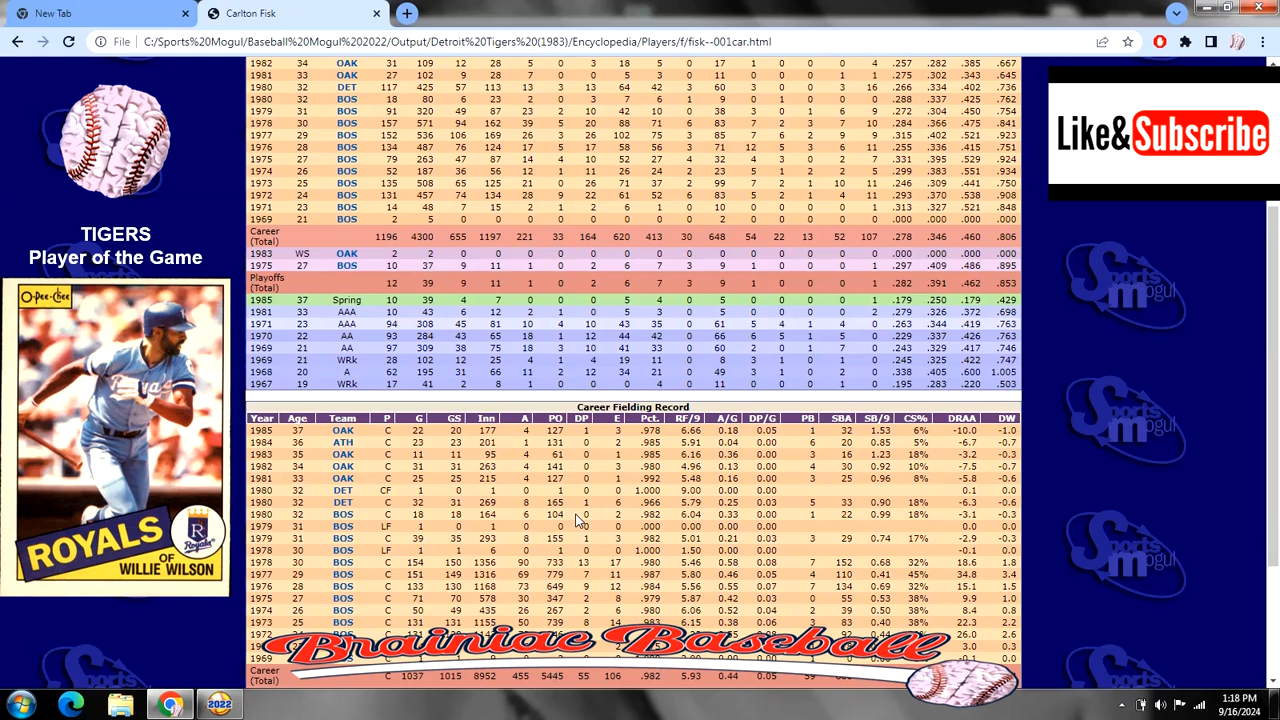 New Tab
Carlton Fisk
File
C:/Sports%20Mogul/Baseball%20Mogul%202022/Output/Detroit%20Tigers%20(1983)/Encyclopedia/Players/f/fisk--001car.html
1982 34 OAK 31 109 12 28 5 0 3 18 5 0 17 1 0 0 0 4 .257 .282 .385 .667
1981 33 OAK 27 102 8 28 7 0 0 5 3 0 11 0 0 0 0 1 .275 .302 .343 .645
1980 32 DET 117 425 57 113 13 3 13 64 42 3 60 3 0 0 3 16 .266 .334 .402 .736
1980 32 BOS 18 80 6 23 2 0 3 7 6 1 9 0 1 0 0 2 .288 .337 .425 .762
1979 31 BOS 91 320 49 87 23 2 10 42 40 0 38 3 0 1 6 9 .272 .304 .450 .754
1978 30 BOS 157 571 94 162 39 5 20 88 71 6 83 7 2 3 7 10 .284 .366 .475 .841
1977 29 BOS 152 536 106 169 26 3 26 102 75 3 85 7 6 2 9 9 .315 .402 .521 .923
1976 28 BOS 134 487 76 124 17 5 17 58 56 3 71 12 5 3 6 11 .255 .336 .415 .751
1975 27 BOS 75 263 47 87 14 4 10 52 27 4 32 4 3 0 2 7 .331 .395 .529 .924
1974 26 BOS 52 187 36 56 12 1 11 26 24 2 23 5 1 2 2 5 .299 .383 .551 .934
1973 25 BOS 135 508 65 125 21 0 26 71 37 2 99 7 2 1 10 11 .246 .309 .441 .750
1972 24 BOS 131 457 74 134 28 9 22 61 52 6 83 5 2 1 4 11 .293 .370 .538 .908
1971 23 BOS 14 48 7 15 2 1 2 6 1 0 10 0 0 0 1 1 .313 .327 .521 .848
1969 21 BOS 2 5 0 0 0 0 0 0 0 0 2 0 0 0 0 0 .000 .000 .000 .000
Career (Total) 1196 4300 655 1197 221 33 164 620 413 30 648 54 22 13 52 107 .278 .346 .460 .806
1983 WS OAK 2 2 0 0 0 0 0 0 0 0 0 0 0 0 0 0 .000 .000 .000 .000
1975 27 BOS 10 37 9 11 1 0 2 6 7 3 9 1 0 0 0 1 .297 .409 .486 .895
Playoffs (Total) 12 39 9 11 1 0 2 6 7 3 9 1 0 0 0 1 .282 .391 .462 .853
1985 37 Spring 10 39 4 7 0 0 0 5 4 0 5 0 0 0 0 1 .179 .250 .179 .429
1981 33 AAA 10 43 6 12 2 1 0 5 3 0 5 0 0 0 0 2 .279 .326 .372 .698
1971 23 AAA 94 308 45 81 10 4 10 43 35 0 61 5 4 1 4 0 .263 .344 .419 .763
1970 22 AA 93 284 43 65 18 1 12 44 42 0 66 6 5 1 5 0 .229 .337 .426 .763
1969 21 AA 97 309 38 75 18 3 10 41 33 0 60 2 0 1 7 0 .243 .329 .417 .746
1969 21 WRk 28 102 12 25 4 1 4 19 11 0 8 3 1 0 3 0 .245 .325 .422 .747
1968 20 A 62 195 31 66 11 2 12 34 21 0 49 3 1 0 2 0 .338 .405 .600 1.005
1967 19 WRk 17 41 2 8 1 0 0 0 4 0 11 0 0 0 1 0 .195 .283 .220 .503
Career Fielding Record
Year Age Team P G GS Inn A PO DP E Pct. RF/9 A/G DP/G PB SBA SB/9 CS% DRAA DW
1985 37 OAK C 22 20 177 4 127 1 3 .978 6.66 0.18 0.05 1 32 1.53 6% -10.0 -1.0
1984 36 ATH C 23 23 201 1 131 0 2 .985 5.91 0.04 0.00 6 20 0.85 5% -6.7 -0.7
1983 35 OAK C 11 11 95 4 61 0 1 .985 6.16 0.36 0.00 3 16 1.23 18% -3.2 -0.3
1982 34 OAK C 31 31 263 4 141 0 3 .980 4.96 0.13 0.00 4 30 0.92 10% -7.5 -0.7
1981 33 OAK C 25 25 215 4 127 0 1 .992 5.48 0.16 0.00 3 25 0.96 8% -5.8 -0.6
1980 32 DET CF 1 0 1 0 1 0 0 1.000 9.00 0.00 0.00 0.1 0.0
1980 32 DET C 32 31 269 8 165 1 6 .966 5.79 0.25 0.03 5 33 0.90 18% -6.3 -0.6
1980 32 BOS C 18 18 164 6 104 0 2 .982 6.04 0.33 0.00 1 22 0.99 18% -3.1 -0.3
1979 31 BOS LF 1 0 1 0 0 0 0 .000 0.00 0.00 0.00 0.0 0.0
1979 31 BOS C 39 35 293 8 155 1 3 .982 5.01 0.21 0.03 3 29 0.74 17% -2.9 -0.3
1978 30 BOS LF 1 1 6 0 1 0 0 1.000 1.50 0.00 0.00 -0.1 0.0
1978 30 BOS C 154 150 1356 90 733 13 17 .980 5.46 0.58 0.08 7 152 0.68 32% 18.6 1.8
1977 29 BOS C 151 149 1316 69 779 7 11 .987 5.80 0.46 0.05 4 110 0.41 45% 34.8 3.4
1976 28 BOS C 133 130 1168 73 649 9 12 .984 5.56 0.55 0.07 7 134 0.69 32% 15.1 1.5
1975 27 BOS C 71 70 578 30 347 2 8 .979 5.87 0.42 0.03 0 55 0.53 38% 9.9 1.0
1974 26 BOS C 50 49 435 26 267 2 6 .980 6.06 0.52 0.04 2 39 0.50 38% 8.4 0.8
1973 25 BOS C 131 131 1155 50 739 8 14 .983 6.15 0.38 0.06 3 83 0.40 38% 22.3 2.2
1972 26.0 2.6
3.0 0.3
1969 -0.1 0.0
Career (Total) C 1037 1015 8952 455 5445 55 106 .982 5.93 0.44 0.05
TIGERS
Player of the Game
O-Pee-Chee
Royals
ROYALS
OF
WILLIE WILSON
Royals
Like&Subscribe
Sports Mogul
Sports Mogul
Sports Mogul
Brainiac Baseball
2022
1:18 PM
9/16/2024